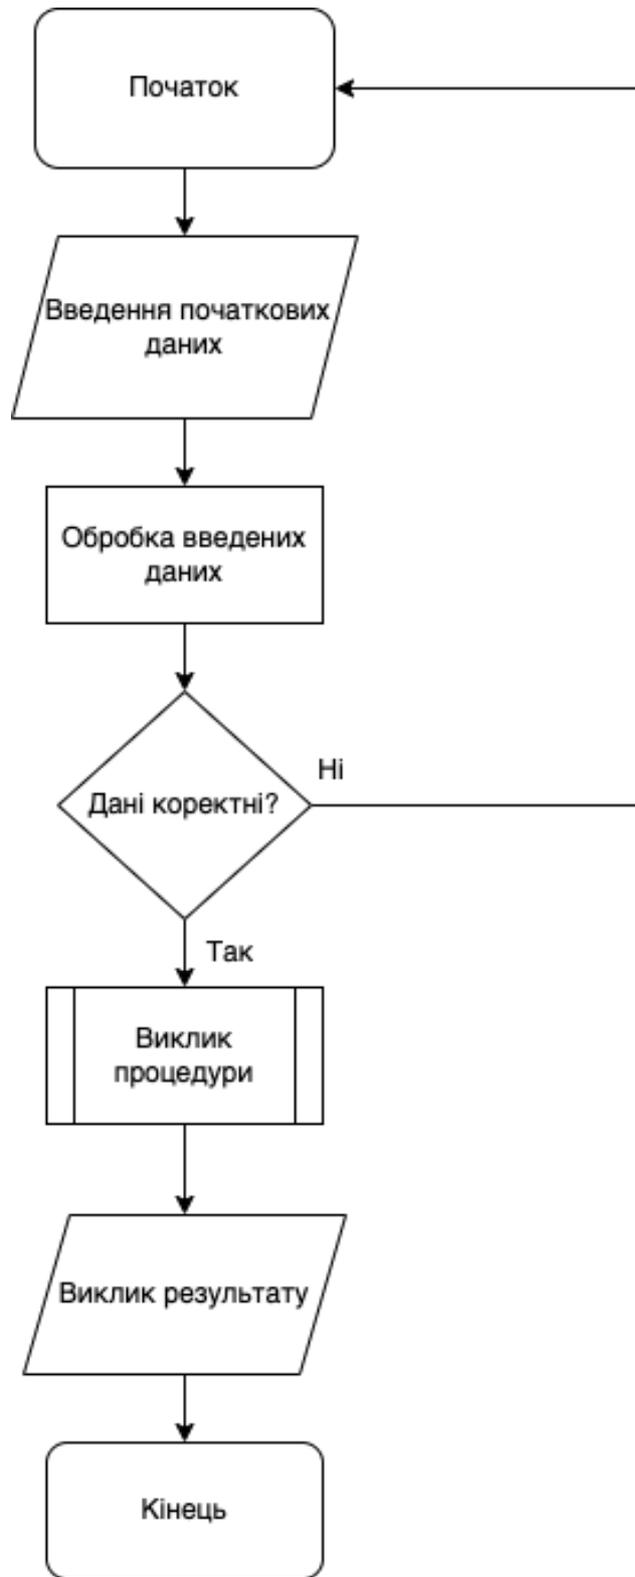 Початок
Введення початкових
даних
Обробка введених
даних
Ні
Дані коректні?
Так
Виклик
процедури
Виклик результату
Кінець